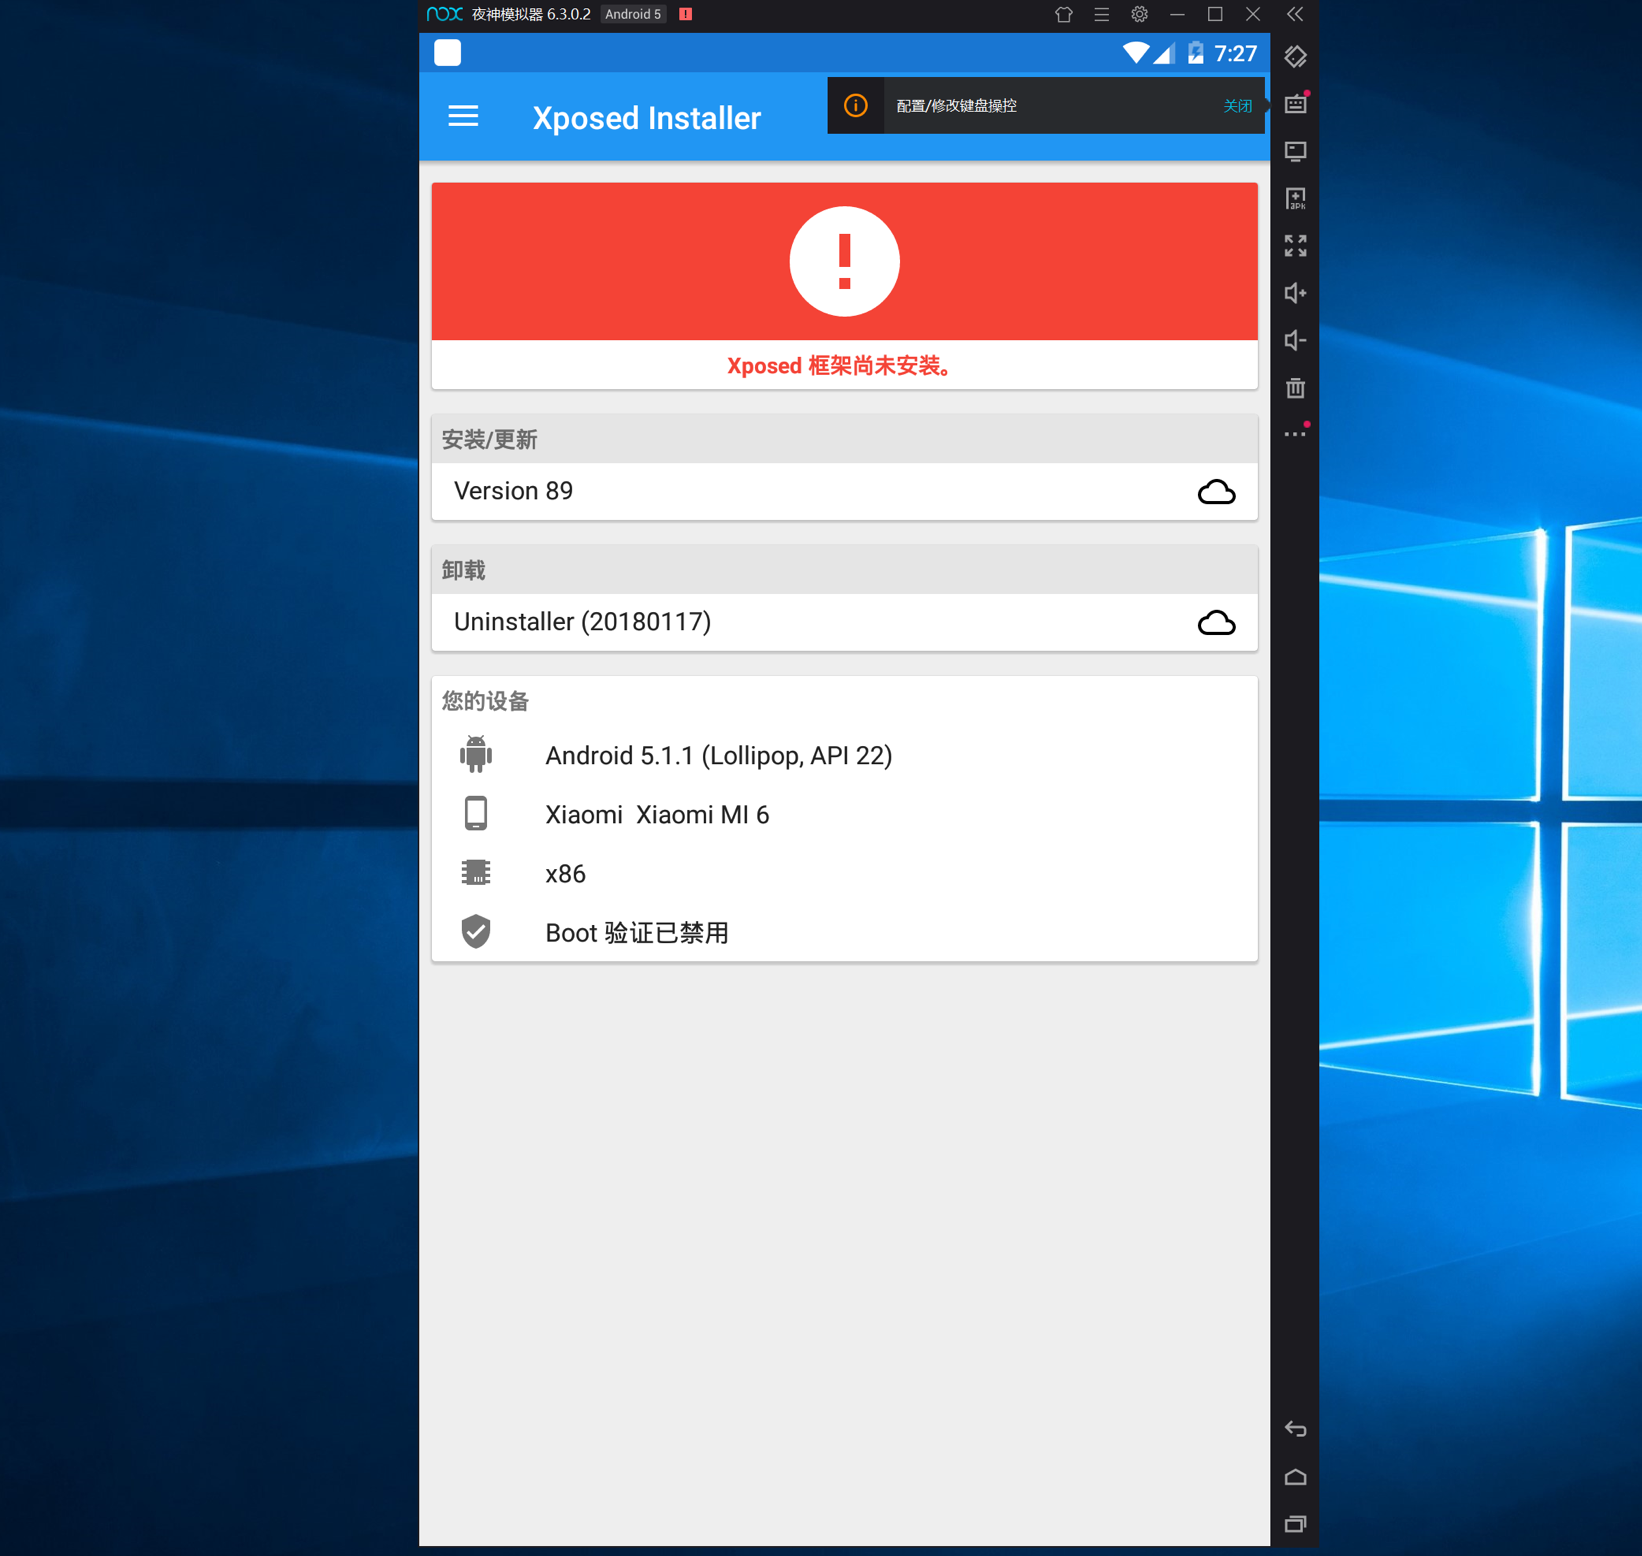 nox 夜神模拟器 6.3.0.2 Android 5
7:27
Xposed Installer
配置/修改键盘操控 关闭
Xposed 框架尚未安装。
安装/更新
Version 89
卸载
Uninstaller (20180117)
您的设备
Android 5.1.1 (Lollipop, API 22)
Xiaomi Xiaomi MI 6
x86
Boot 验证已禁用